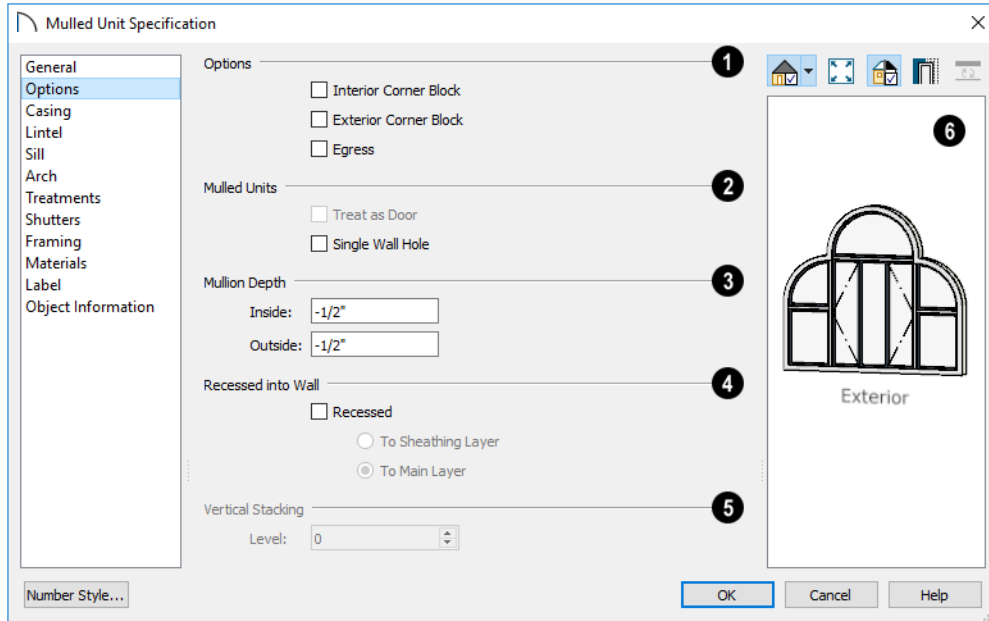 Mulled Unit Specification
General
Options
Casing
Lintel
Sill
Arch
Treatments
Shutters
Framing
Materials
Label
Object Information
Options
1
Interior Corner Block
Exterior Corner Block
Egress
Mulled Units
2
Treat as Door
Single Wall Hole
Mullion Depth
3
Inside: -1/2"
Outside: -1/2"
Recessed into Wall
4
Recessed
To Sheathing Layer
To Main Layer
Vertical Stacking
5
Level: 0
6
Exterior
Number Style...
OK
Cancel
Help